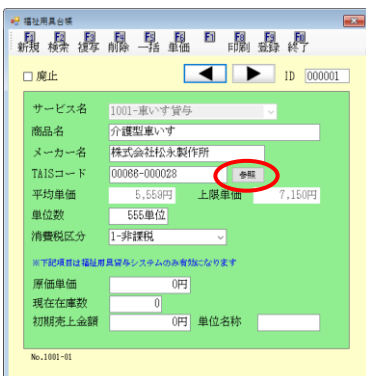 福祉用具台帳
F1 F2 F3 F4 F5 F6 F7 F8 F9
新規 検索 複写 削除 一括 単価 印刷 登録 終了
廃止 ◀ ▶ ID 000001
サービス名 1001-車いす貸与
商品名 介護型車いす
メーカー名 株式会社松永製作所
TAISコード 00066-000028 参照
平均単価 5,559円 上限単価 7,150円
単位数 555単位
消費税区分 1-非課税
※下記項目は福祉用具貸与システムのみ有効になります
原価単価 0円
現在在庫数 0
初期売上金額 0円 単位名称
No.1001-01